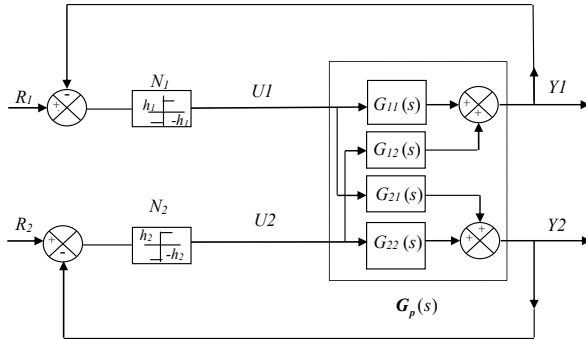 R1
+
-
N1
h1
-h1
U1
G11(s)
+
+
Y1
G12(s)
G21(s)
R2
+
-
N2
h2
-h2
U2
G22(s)
+
+
Y2
Gp(s)